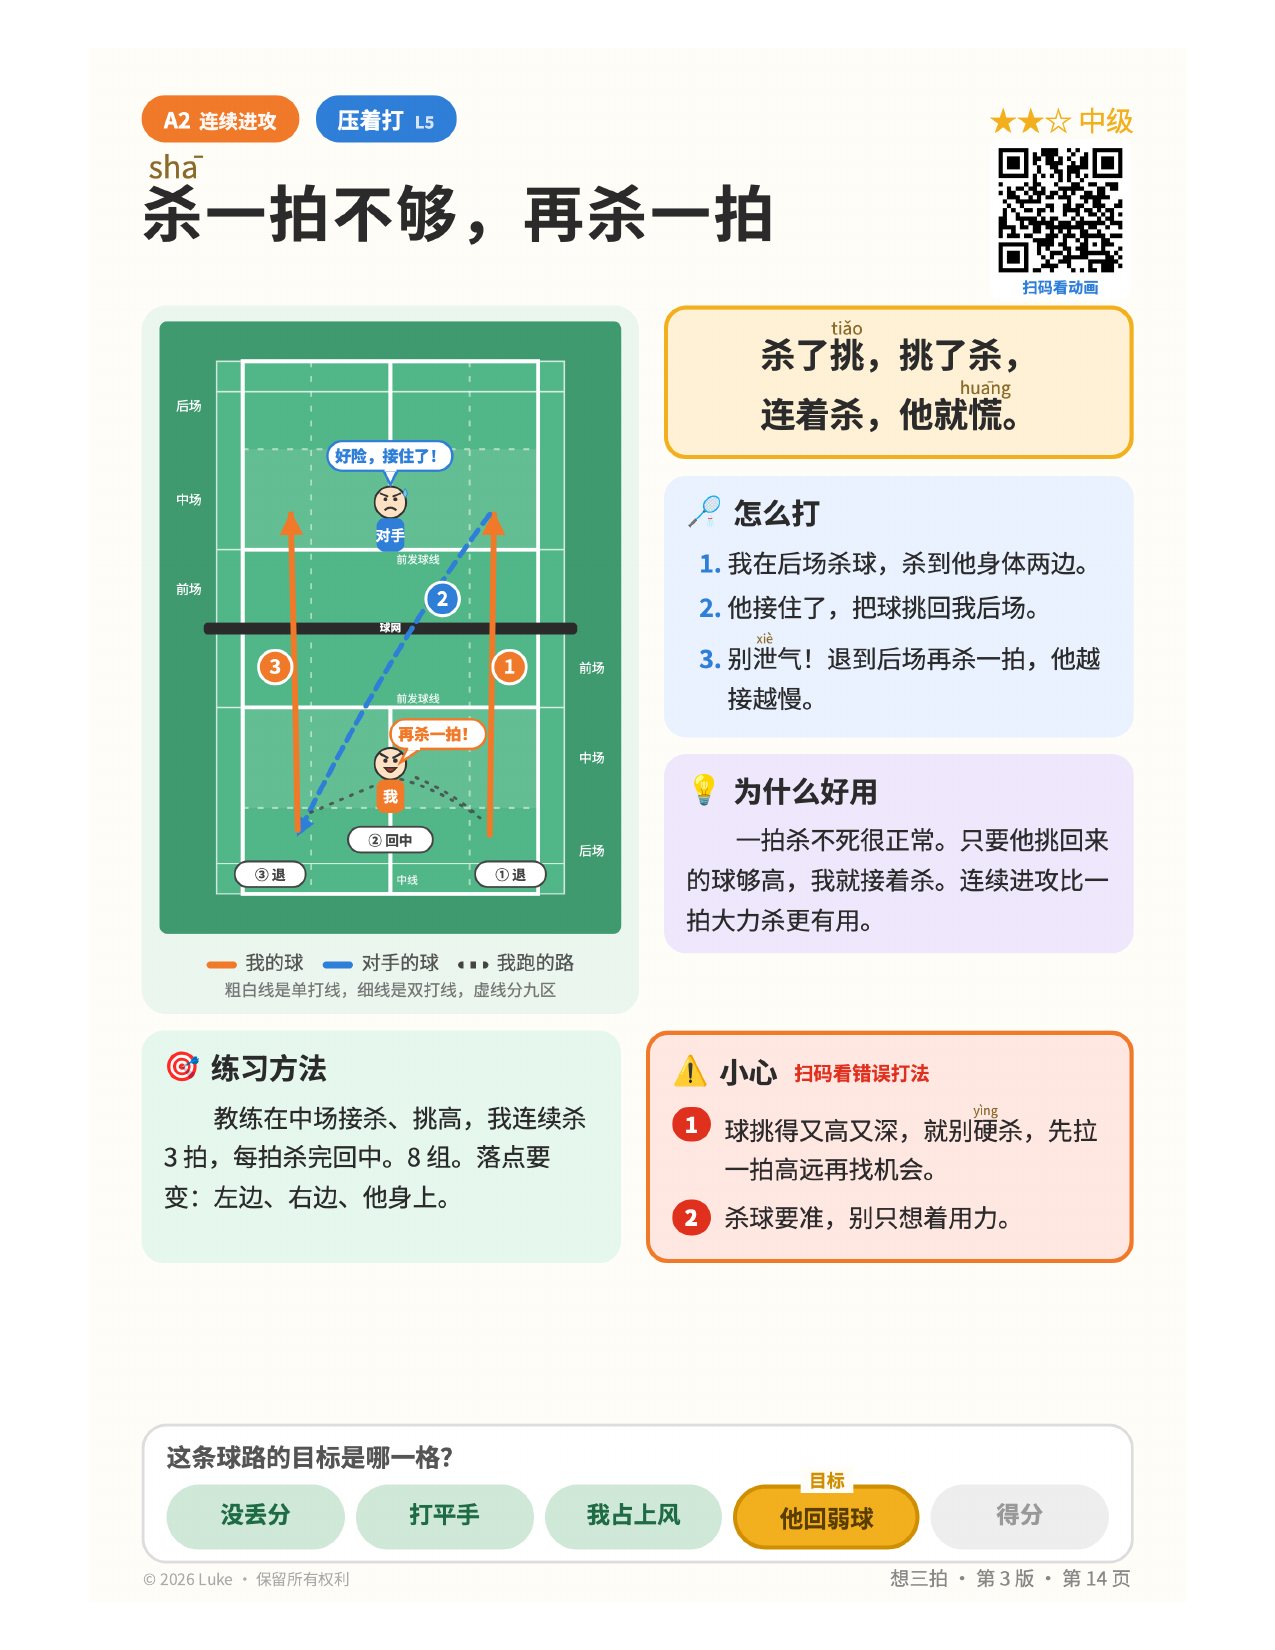 A2 连续进攻
压着打 L5
★★☆ 中级
shā
杀一拍不够，再杀一拍
扫码看动画
后场
中场
前场
好险，接住了！
对手
前发球线
2
球网
3
1
前场
前发球线
再杀一拍！
中场
我
② 回中
后场
③ 退
中线
① 退
我的球 对手的球 我跑的路
粗白线是单打线，细线是双打线，虚线分九区
tiǎo
杀了挑，挑了杀，
huāng
连着杀，他就慌。
怎么打
1. 我在后场杀球，杀到他身体两边。
2. 他接住了，把球挑回我后场。
xiè
3. 别泄气！退到后场再杀一拍，他越
接越慢。
为什么好用
一拍杀不死很正常。只要他挑回来
的球够高，我就接着杀。连续进攻比一
拍大力杀更有用。
练习方法
教练在中场接杀、挑高，我连续杀
3 拍，每拍杀完回中。8 组。落点要
变：左边、右边、他身上。
小心 扫码看错误打法
yìng
1 球挑得又高又深，就别硬杀，先拉
一拍高远再找机会。
2 杀球要准，别只想着用力。
这条球路的目标是哪一格？
目标
没丢分 打平手 我占上风 他回弱球 得分
© 2026 Luke · 保留所有权利
想三拍 · 第 3 版 · 第 14 页